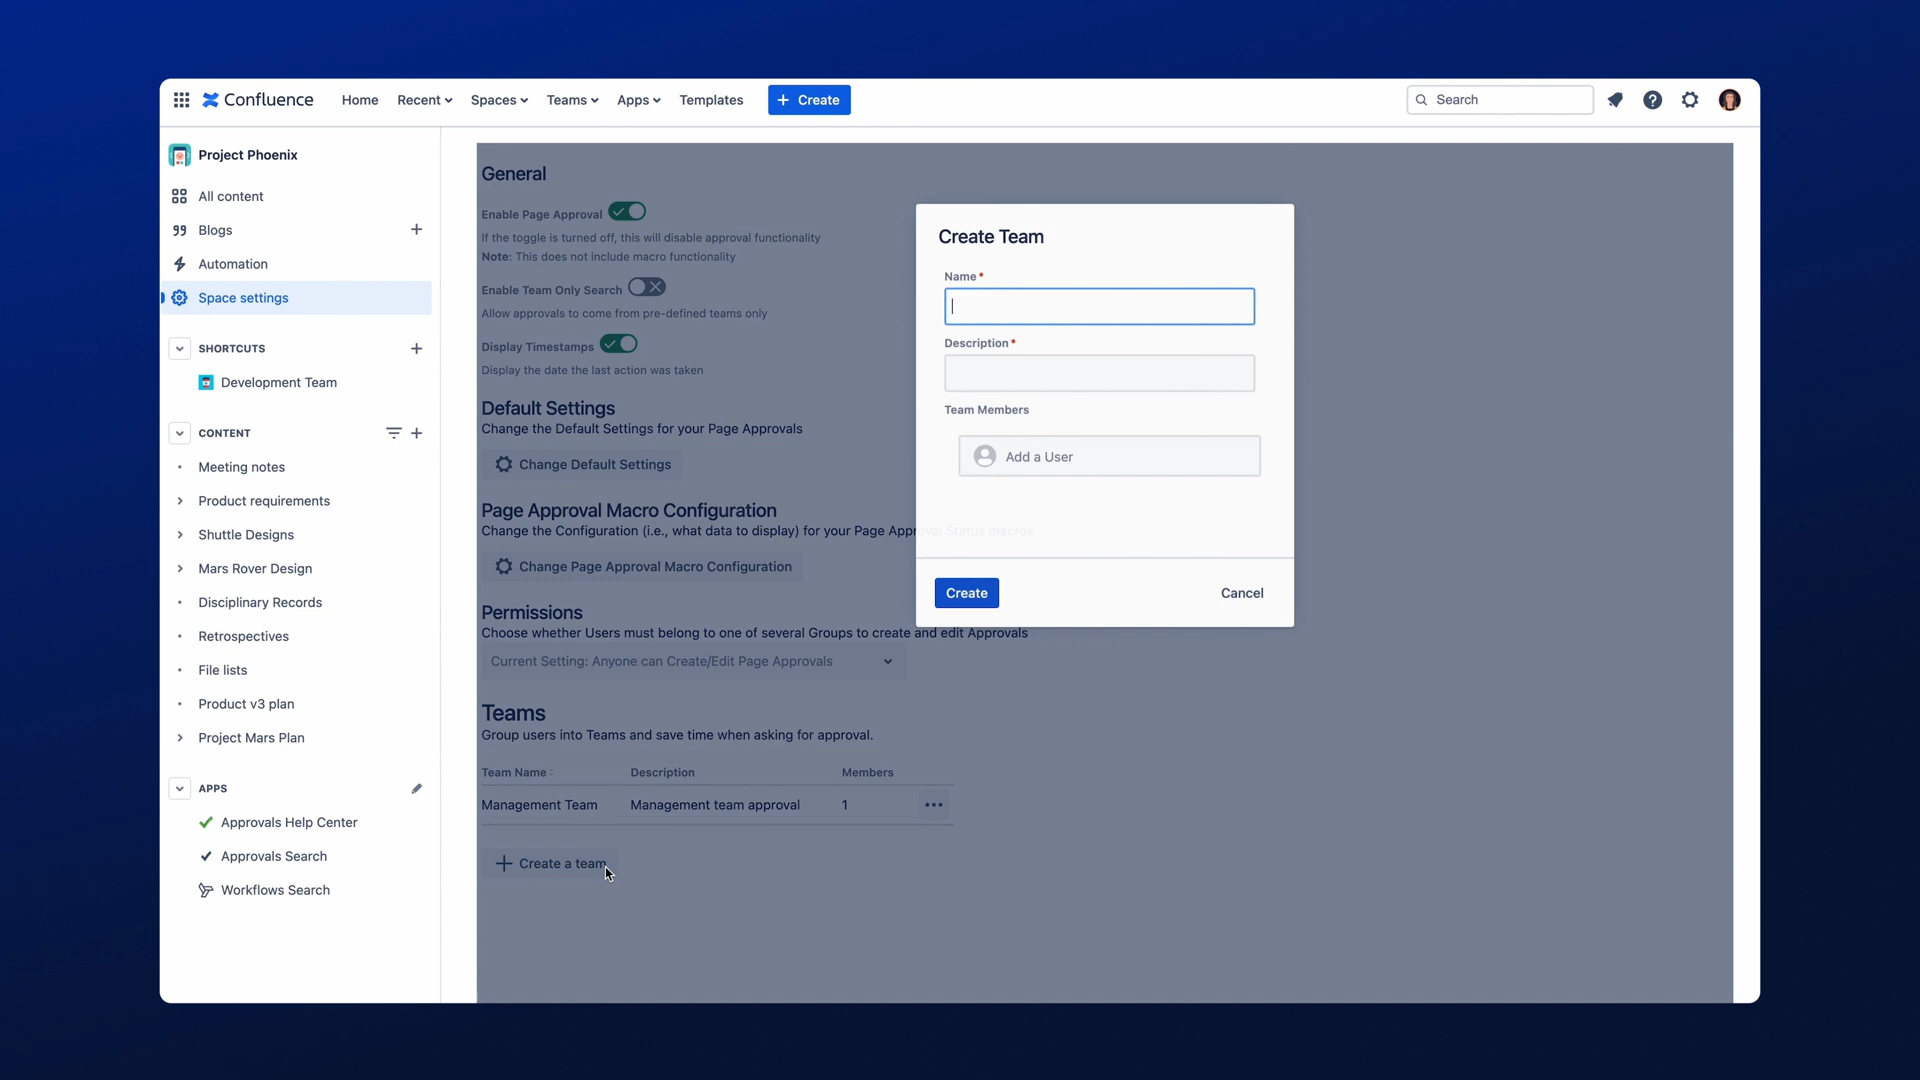 Confluence
Home
Recent
Spaces
Teams
Apps
Templates
+ Create
Search
Project Phoenix
All content
Blogs
Automation
Space settings
SHORTCUTS
Development Team
CONTENT
Meeting notes
Product requirements
Shuttle Designs
Mars Rover Design
Disciplinary Records
Retrospectives
File lists
Product v3 plan
Project Mars Plan
APPS
Approvals Help Center
Approvals Search
Workflows Search
General
Enable Page Approval
If the toggle is turned off, this will disable approval functionality
Note: This does not include macro functionality
Enable Team Only Search
Allow approvals to come from pre-defined teams only
Display Timestamps
Display the date the last action was taken
Default Settings
Change the Default Settings for your Page Approvals
Change Default Settings
Page Approval Macro Configuration
Change the Configuration (i.e., what data to display) for your Page Approval Status macros
Change Page Approval Macro Configuration
Permissions
Choose whether Users must belong to one of several Groups to create and edit Approvals
Current Setting: Anyone can Create/Edit Page Approvals
Teams
Group users into Teams and save time when asking for approval.
Team Name Description Members
Management Team Management team approval 1
+ Create a team
Create Team
Name*
Description*
Team Members
Add a User
Create
Cancel